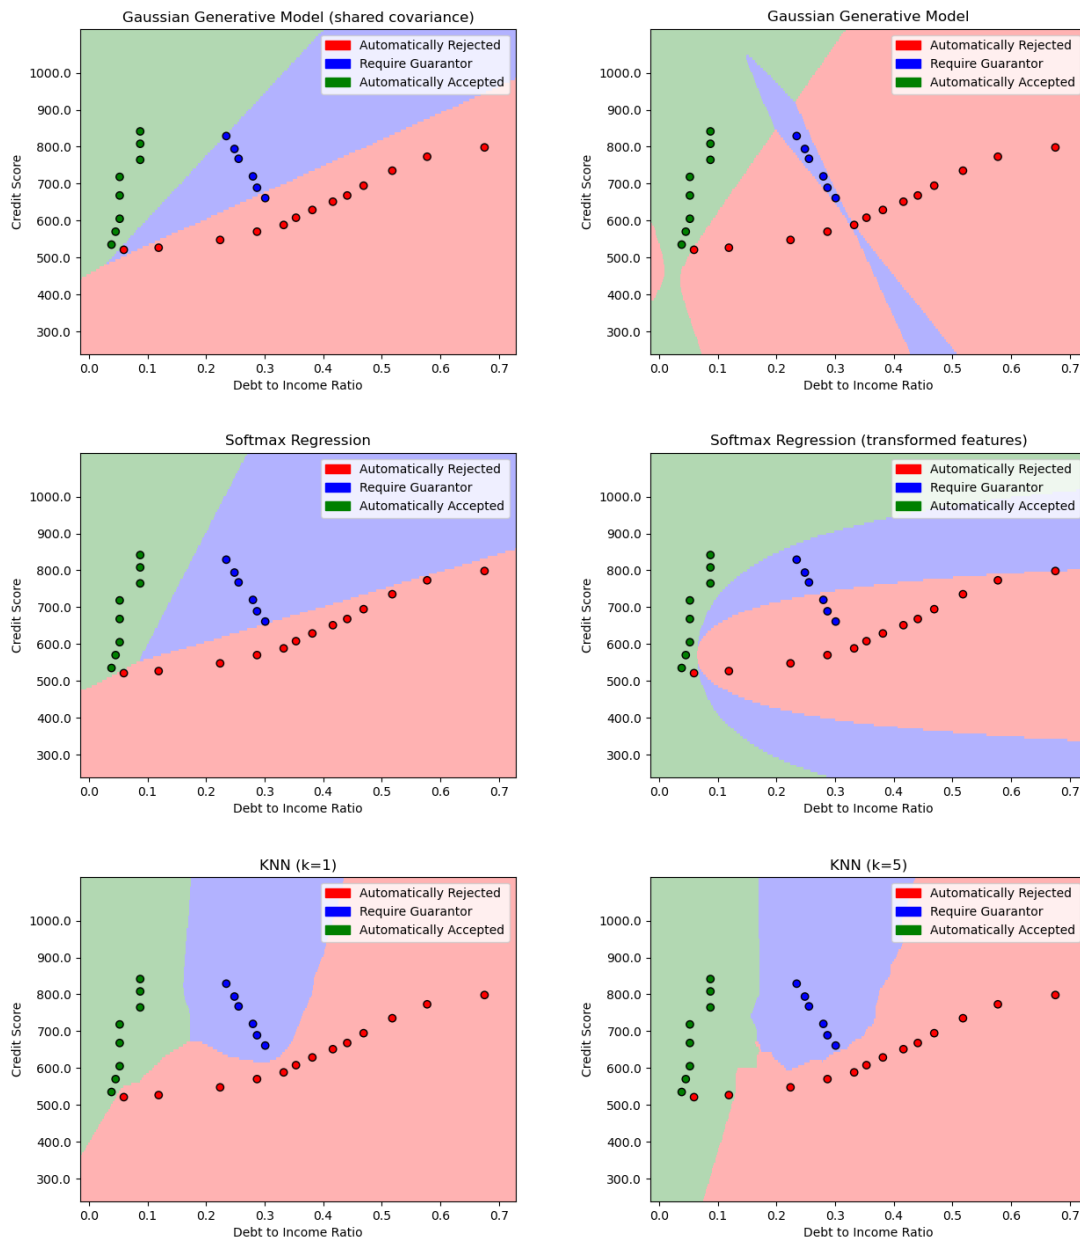 Gaussian Generative Model (shared covariance)
Automatically Rejected
Require Guarantor
Automatically Accepted
1000.0
900.0
800.0
700.0
600.0
500.0
400.0
300.0
Credit Score
0.0 0.1 0.2 0.3 0.4 0.5 0.6 0.7
Debt to Income Ratio
Gaussian Generative Model
Automatically Rejected
Require Guarantor
Automatically Accepted
1000.0
900.0
800.0
700.0
600.0
500.0
400.0
300.0
Credit Score
0.0 0.1 0.2 0.3 0.4 0.5 0.6 0.7
Debt to Income Ratio
Softmax Regression
Automatically Rejected
Require Guarantor
Automatically Accepted
1000.0
900.0
800.0
700.0
600.0
500.0
400.0
300.0
Credit Score
0.0 0.1 0.2 0.3 0.4 0.5 0.6 0.7
Debt to Income Ratio
Softmax Regression (transformed features)
Automatically Rejected
Require Guarantor
Automatically Accepted
1000.0
900.0
800.0
700.0
600.0
500.0
400.0
300.0
Credit Score
0.0 0.1 0.2 0.3 0.4 0.5 0.6 0.7
Debt to Income Ratio
KNN (k=1)
Automatically Rejected
Require Guarantor
Automatically Accepted
1000.0
900.0
800.0
700.0
600.0
500.0
400.0
300.0
Credit Score
0.0 0.1 0.2 0.3 0.4 0.5 0.6 0.7
Debt to Income Ratio
KNN (k=5)
Automatically Rejected
Require Guarantor
Automatically Accepted
1000.0
900.0
800.0
700.0
600.0
500.0
400.0
300.0
Credit Score
0.0 0.1 0.2 0.3 0.4 0.5 0.6 0.7
Debt to Income Ratio